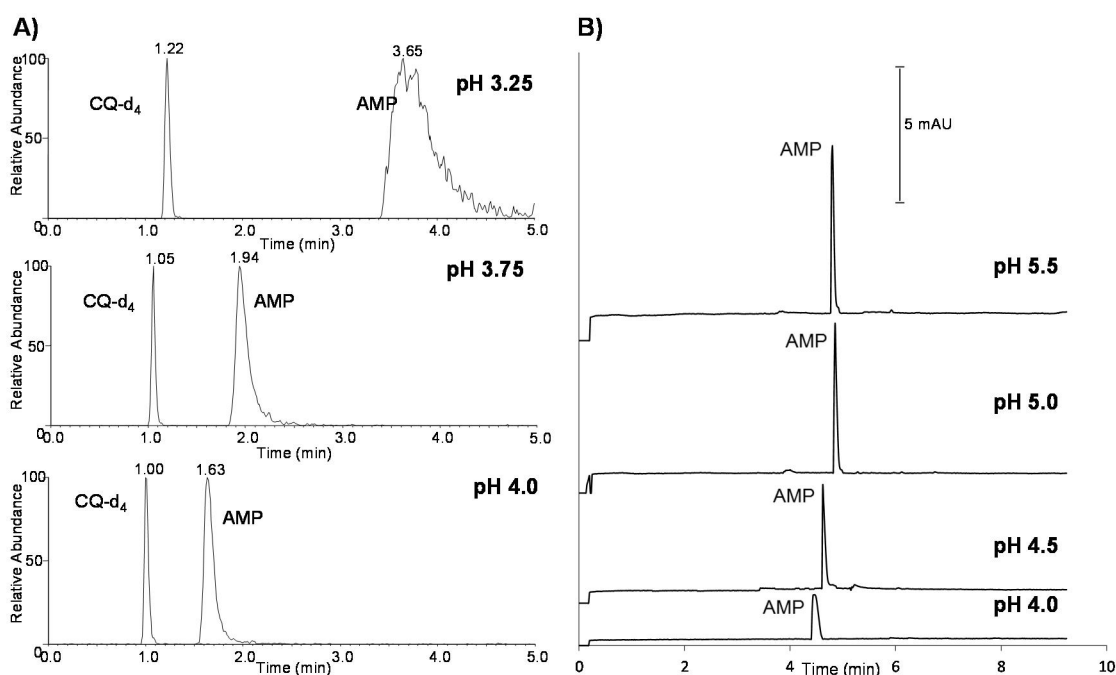 A)
Relative Abundance
100
50
0
1.22
CQ-d4
3.65
AMP
pH 3.25
0.0 1.0 2.0 3.0 4.0 5.0
Time (min)
Relative Abundance
100
50
0
1.05
CQ-d4
1.94
AMP
pH 3.75
0.0 1.0 2.0 3.0 4.0 5.0
Time (min)
Relative Abundance
100
50
0
1.00
CQ-d4
1.63
AMP
pH 4.0
0.0 1.0 2.0 3.0 4.0 5.0
Time (min)
B)
5 mAU
AMP
pH 5.5
AMP
pH 5.0
AMP
pH 4.5
AMP
pH 4.0
0 2 4 6 8 10
Time (min)